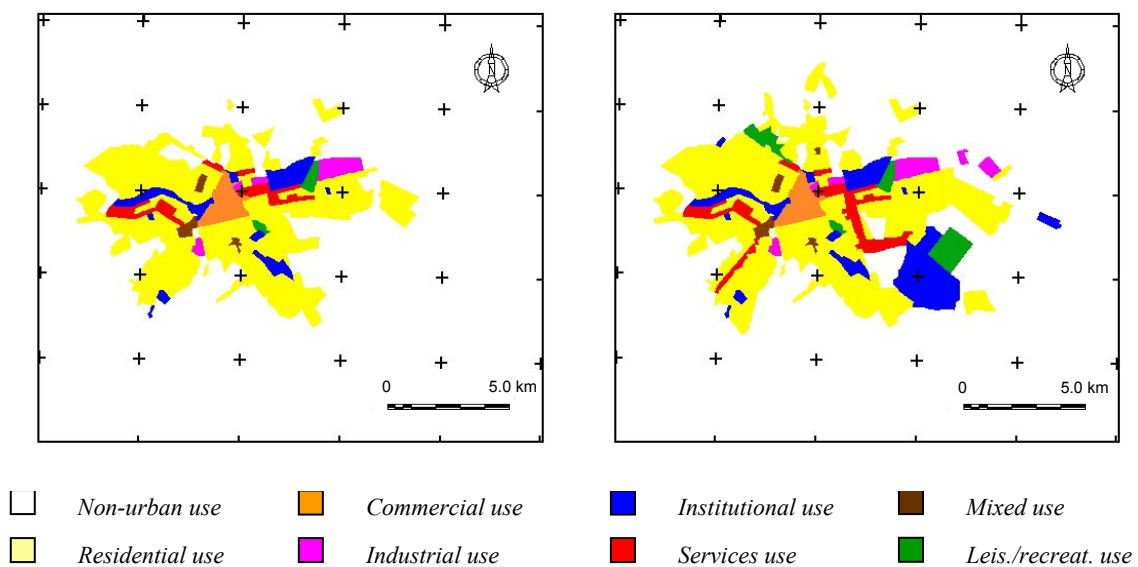 N
N
0 5.0 km
0 5.0 km
Non-urban use Commercial use Institutional use Mixed use
Residential use Industrial use Services use Leis./recreat. use